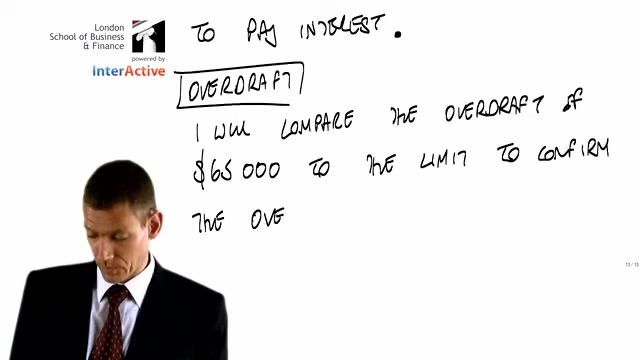 London
School of Business
& Finance
powered by
InterActive
TO PAY INTEREST.
OVERDRAFT
I WILL COMPARE THE OVERDRAFT OF
$65 000 TO THE LIMIT TO CONFIRM
THE OVE
13 / 13